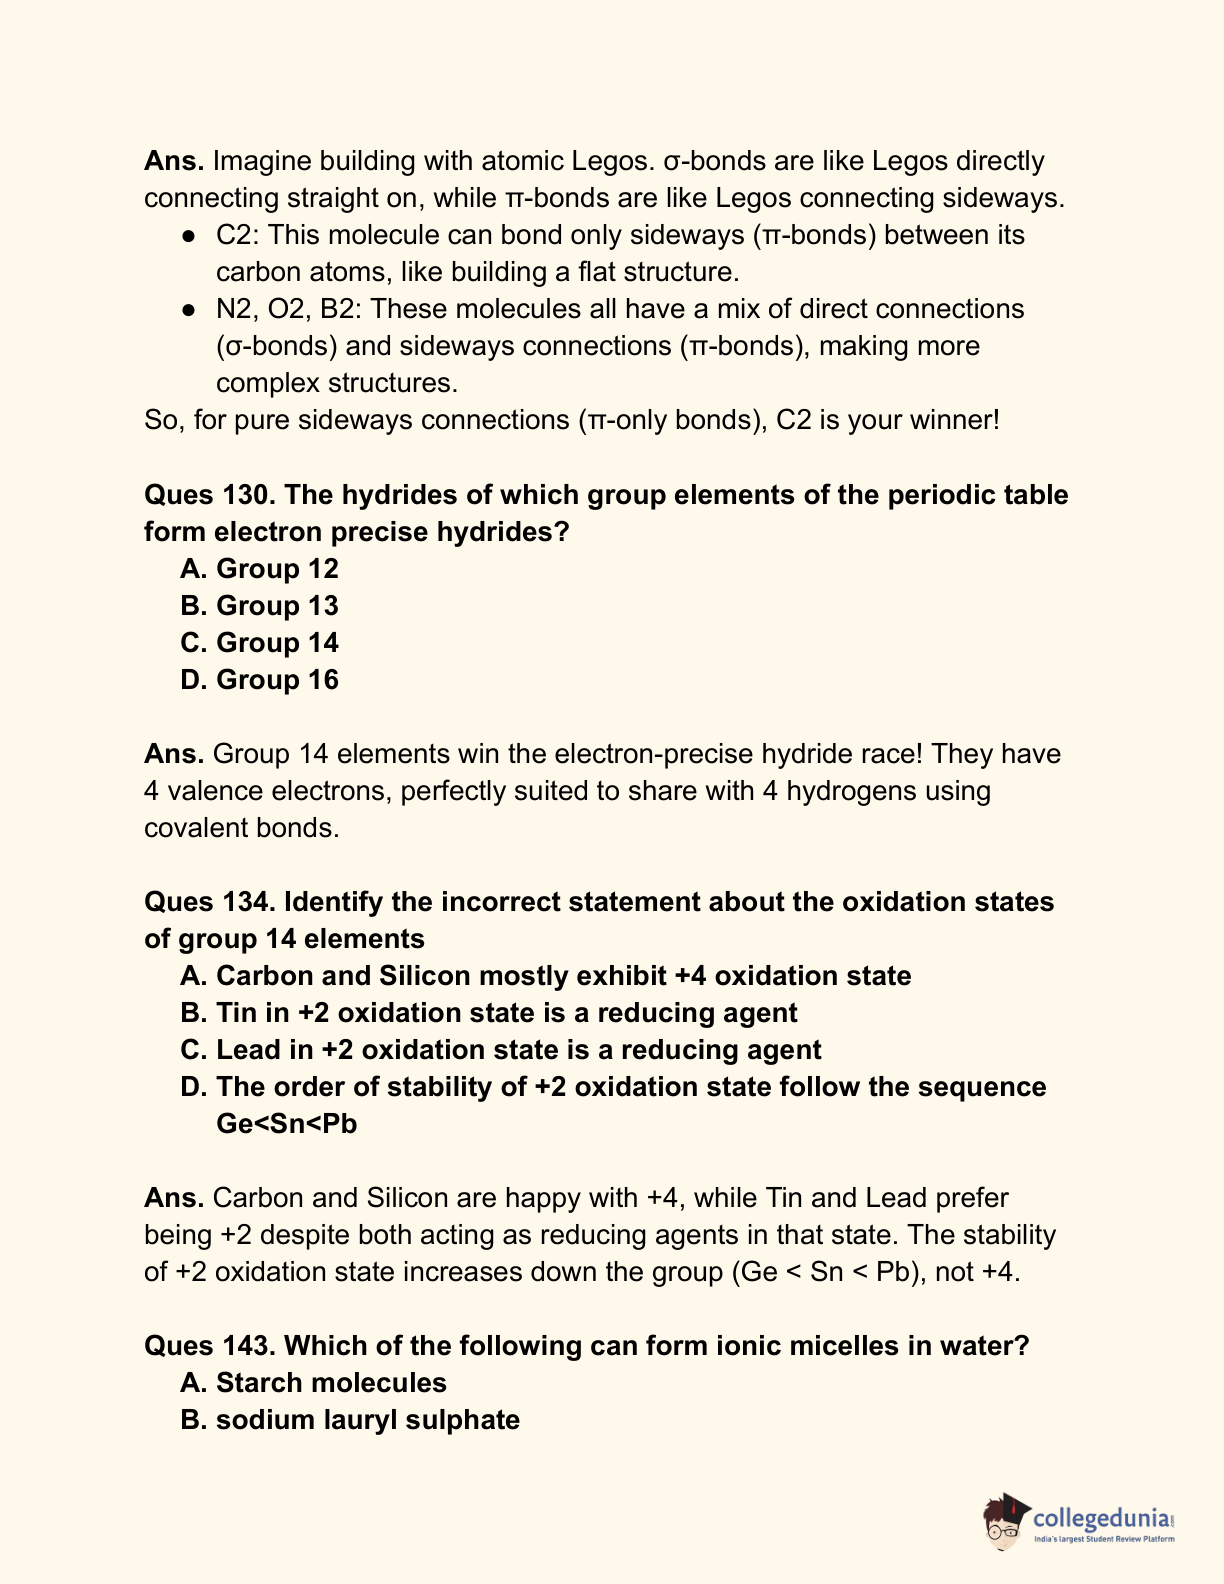 Ans. Imagine building with atomic Legos. σ-bonds are like Legos directly
connecting straight on, while π-bonds are like Legos connecting sideways.
● C2: This molecule can bond only sideways (π-bonds) between its
carbon atoms, like building a flat structure.
● N2, O2, B2: These molecules all have a mix of direct connections
(σ-bonds) and sideways connections (π-bonds), making more
complex structures.
So, for pure sideways connections (π-only bonds), C2 is your winner!
Ques 130. The hydrides of which group elements of the periodic table
form electron precise hydrides?
A. Group 12
B. Group 13
C. Group 14
D. Group 16
Ans. Group 14 elements win the electron-precise hydride race! They have
4 valence electrons, perfectly suited to share with 4 hydrogens using
covalent bonds.
Ques 134. Identify the incorrect statement about the oxidation states
of group 14 elements
A. Carbon and Silicon mostly exhibit +4 oxidation state
B. Tin in +2 oxidation state is a reducing agent
C. Lead in +2 oxidation state is a reducing agent
D. The order of stability of +2 oxidation state follow the sequence
Ge<Sn<Pb
Ans. Carbon and Silicon are happy with +4, while Tin and Lead prefer
being +2 despite both acting as reducing agents in that state. The stability
of +2 oxidation state increases down the group (Ge < Sn < Pb), not +4.
Ques 143. Which of the following can form ionic micelles in water?
A. Starch molecules
B. sodium lauryl sulphate
collegedunia
India's largest Student Review Platform